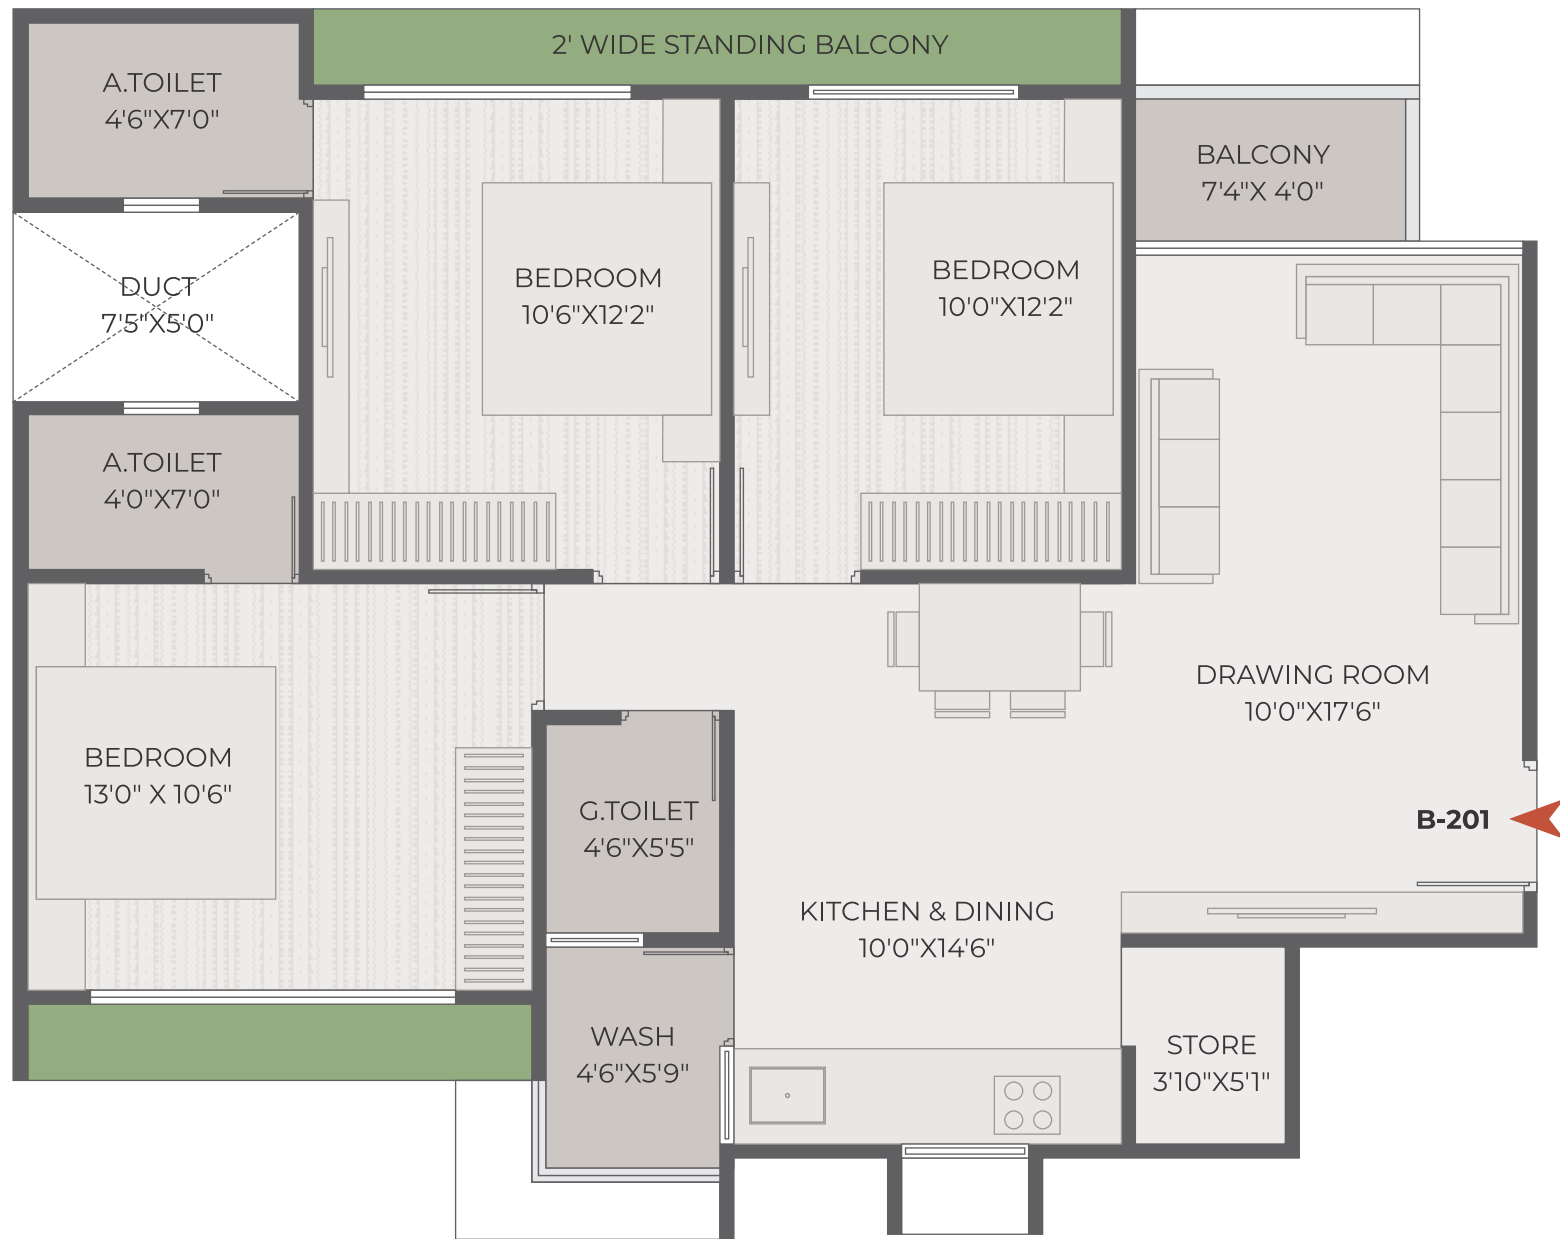 2' WIDE STANDING BALCONY
A.TOILET
4'6"X7'0"
BALCONY
7'4"X 4'0"
DUCT
7'5"X5'0"
BEDROOM
10'6"X12'2"
BEDROOM
10'0"X12'2"
A.TOILET
4'0"X7'0"
DRAWING ROOM
10'0"X17'6"
BEDROOM
13'0" X 10'6"
G.TOILET
4'6"X5'5"
B-201
KITCHEN & DINING
10'0"X14'6"
WASH
4'6"X5'9"
STORE
3'10"X5'1"